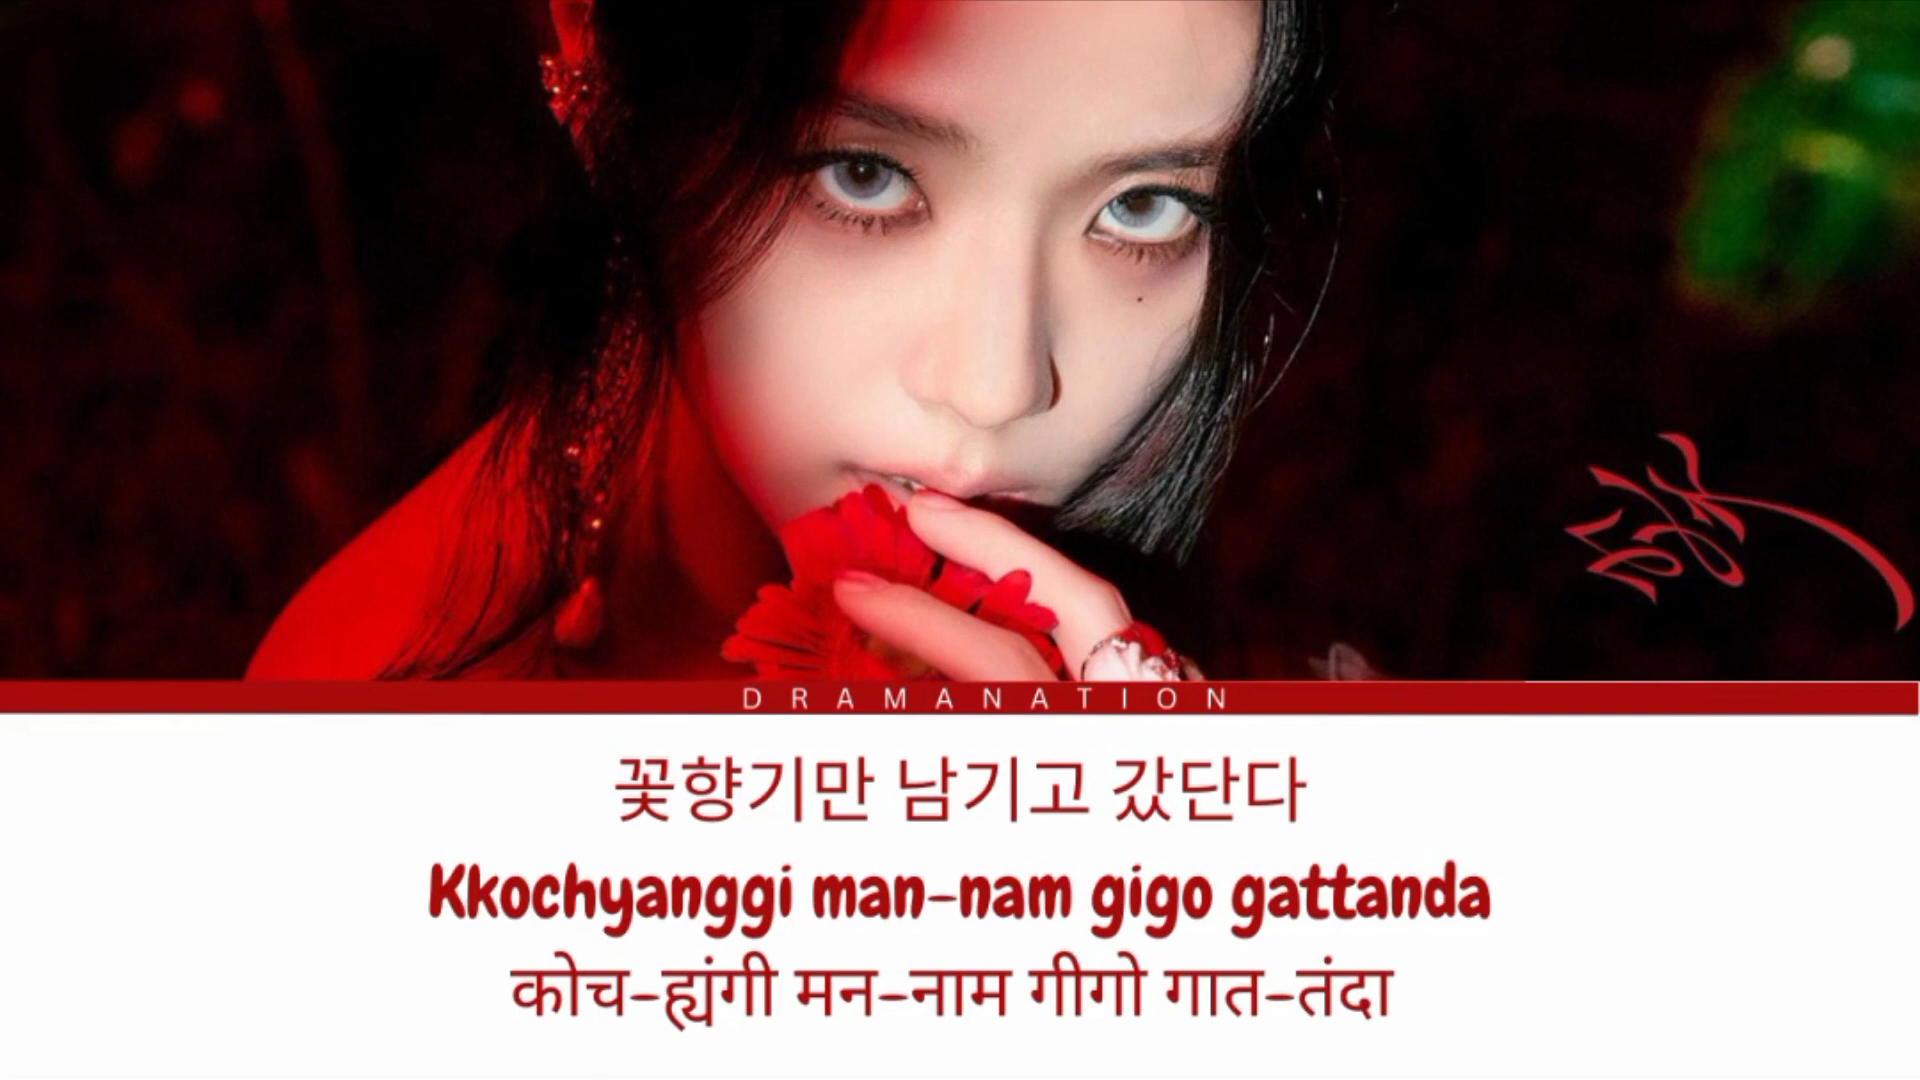 DRAMANATION
꽃향기만 남기고 갔단다
Kkochyanggi man-nam gigo gattanda
कोच-ह्यंगी मन-नाम गीगो गात-तंदा